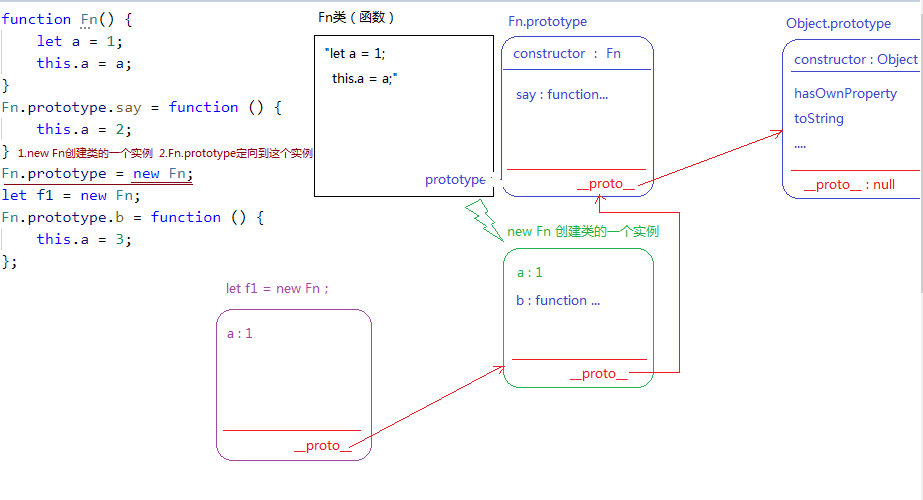 function Fn() {
    let a = 1;
    this.a = a;
}
Fn.prototype.say = function () {
    this.a = 2;
} 1.new Fn创建类的一个实例 2.Fn.prototype定向到这个实例
Fn.prototype = new Fn;
let f1 = new Fn;
Fn.prototype.b = function () {
    this.a = 3;
};
Fn类 ( 函数 )
"let a = 1;
this.a = a;"
prototype
Fn.prototype
constructor : Fn
say : function...
__proto__
Object.prototype
constructor : Object
hasOwnProperty
toString
....
__proto__ : null
new Fn 创建类的一个实例
a : 1
b : function ...
__proto__
let f1 = new Fn ;
a : 1
__proto__